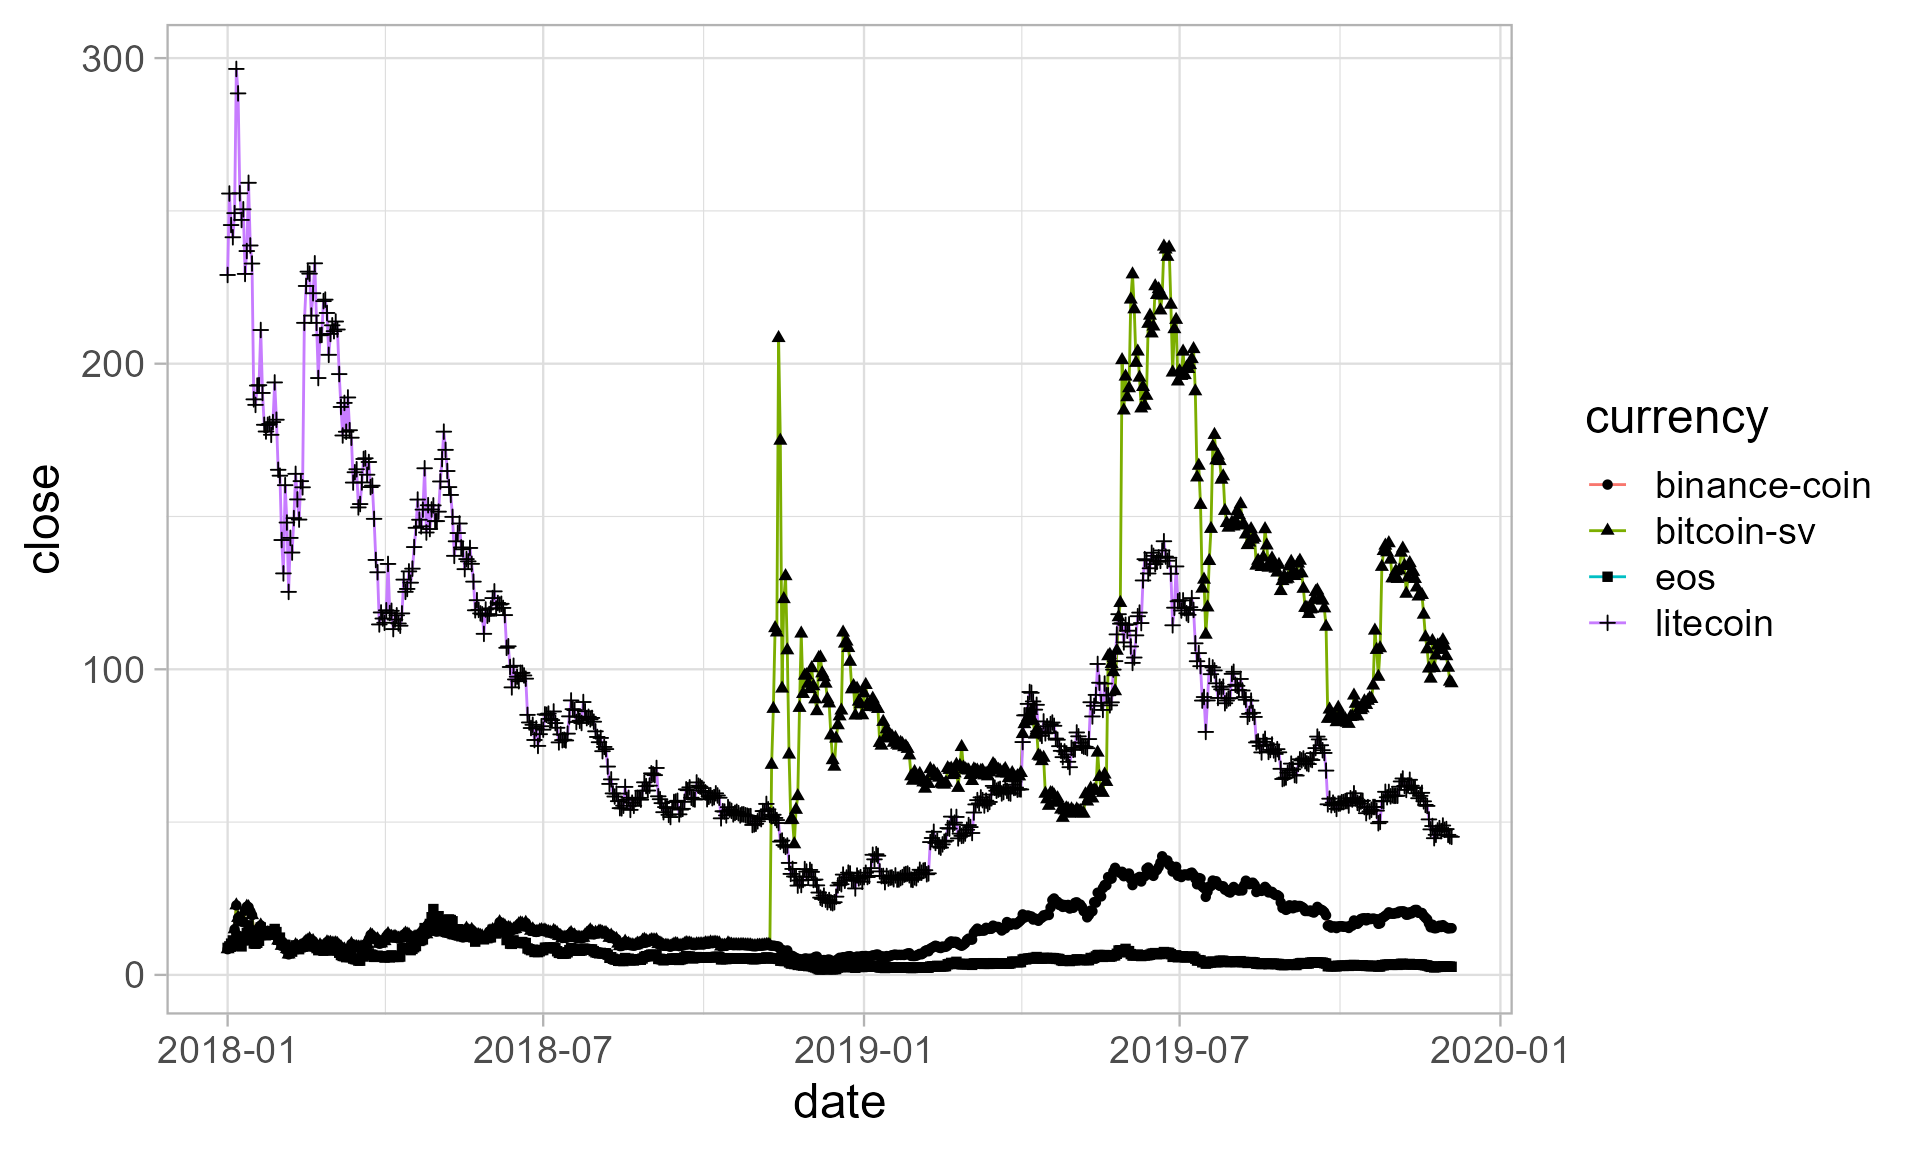 300
200
100
0
close
2018-01
2018-07
2019-01
2019-07
2020-01
date
currency
binance-coin
bitcoin-sv
eos
litecoin